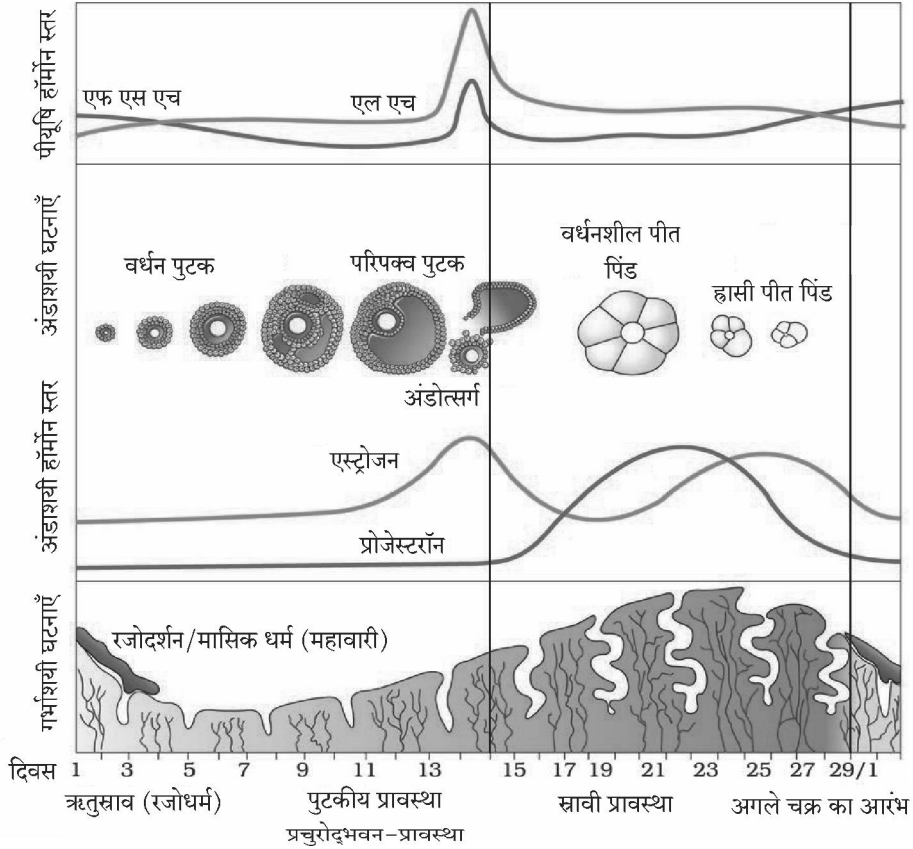 पीयूषि हॉर्मोन स्तर
एफ एस एच
एल एच
अंडाशयी घटनाएँ
वर्धन पुटक
परिपक्व पुटक
वर्धनशील पीत
पिंड
ह्रासी पीत पिंड
अंडोत्सर्ग
अंडाशयी हॉर्मोन स्तर
एस्ट्रोजन
प्रोजेस्टरॉन
गर्भाशयी घटनाएँ
रजोदर्शन/मासिक धर्म (महावारी)
दिवस 1 3 5 7 9 11 13 15 17 19 21 23 25 27 29/1
ऋतुस्राव (रजोधर्म) पुटकीय प्रावस्था स्रावी प्रावस्था अगले चक्र का आरंभ
प्रचुरोद्भवन-प्रावस्था